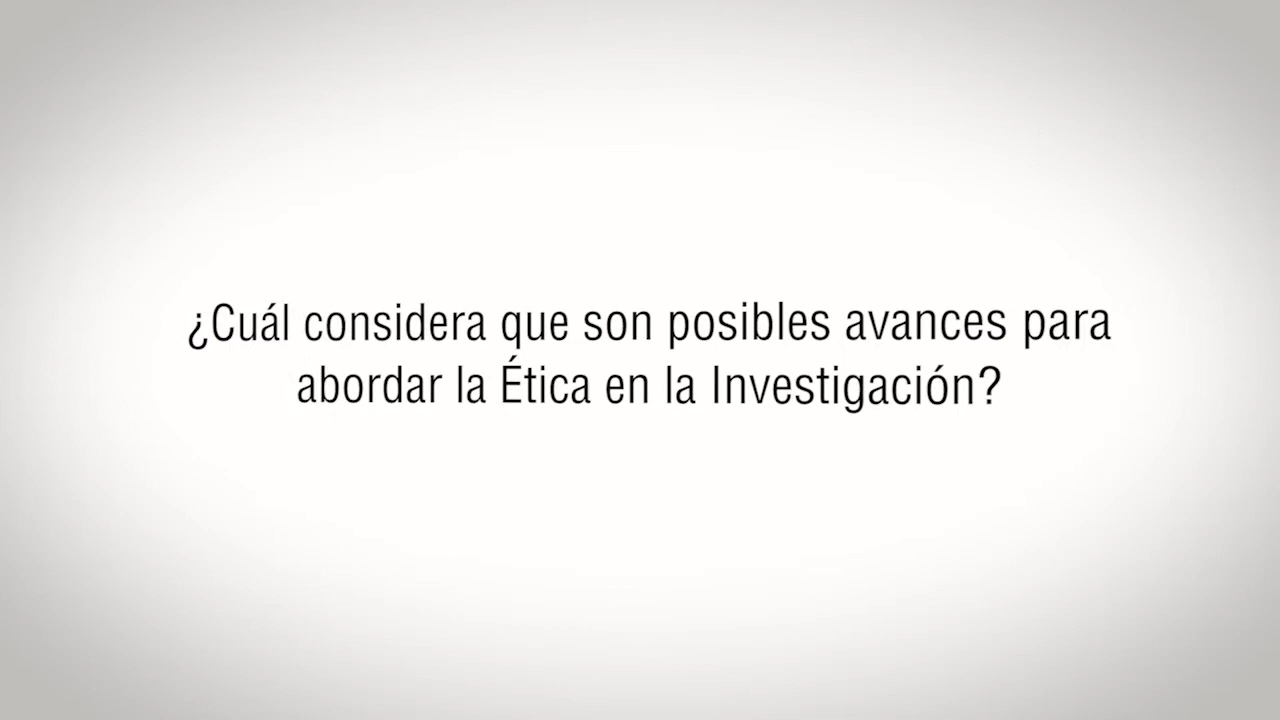 ¿Cuál considera que son posibles avances para
abordar la Ética en la Investigación?